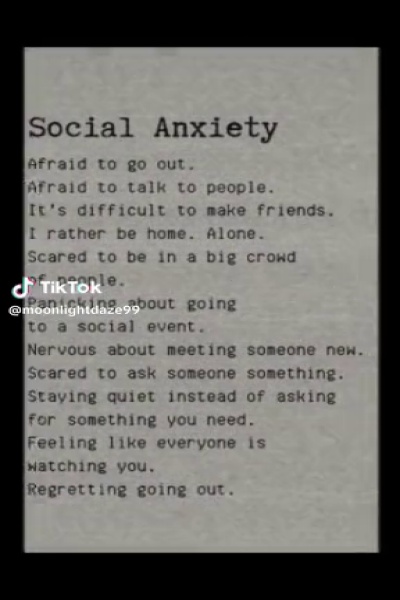 Social Anxiety
Afraid to go out.
Afraid to talk to people.
It's difficult to make friends.
I rather be home. Alone.
Scared to be in a big crowd
of people.
TikTok
Panicking about going
@moonlightdaze99
to a social event.
Nervous about meeting someone new.
Scared to ask someone something.
Staying quiet instead of asking
for something you need.
Feeling like everyone is
watching you.
Regretting going out.